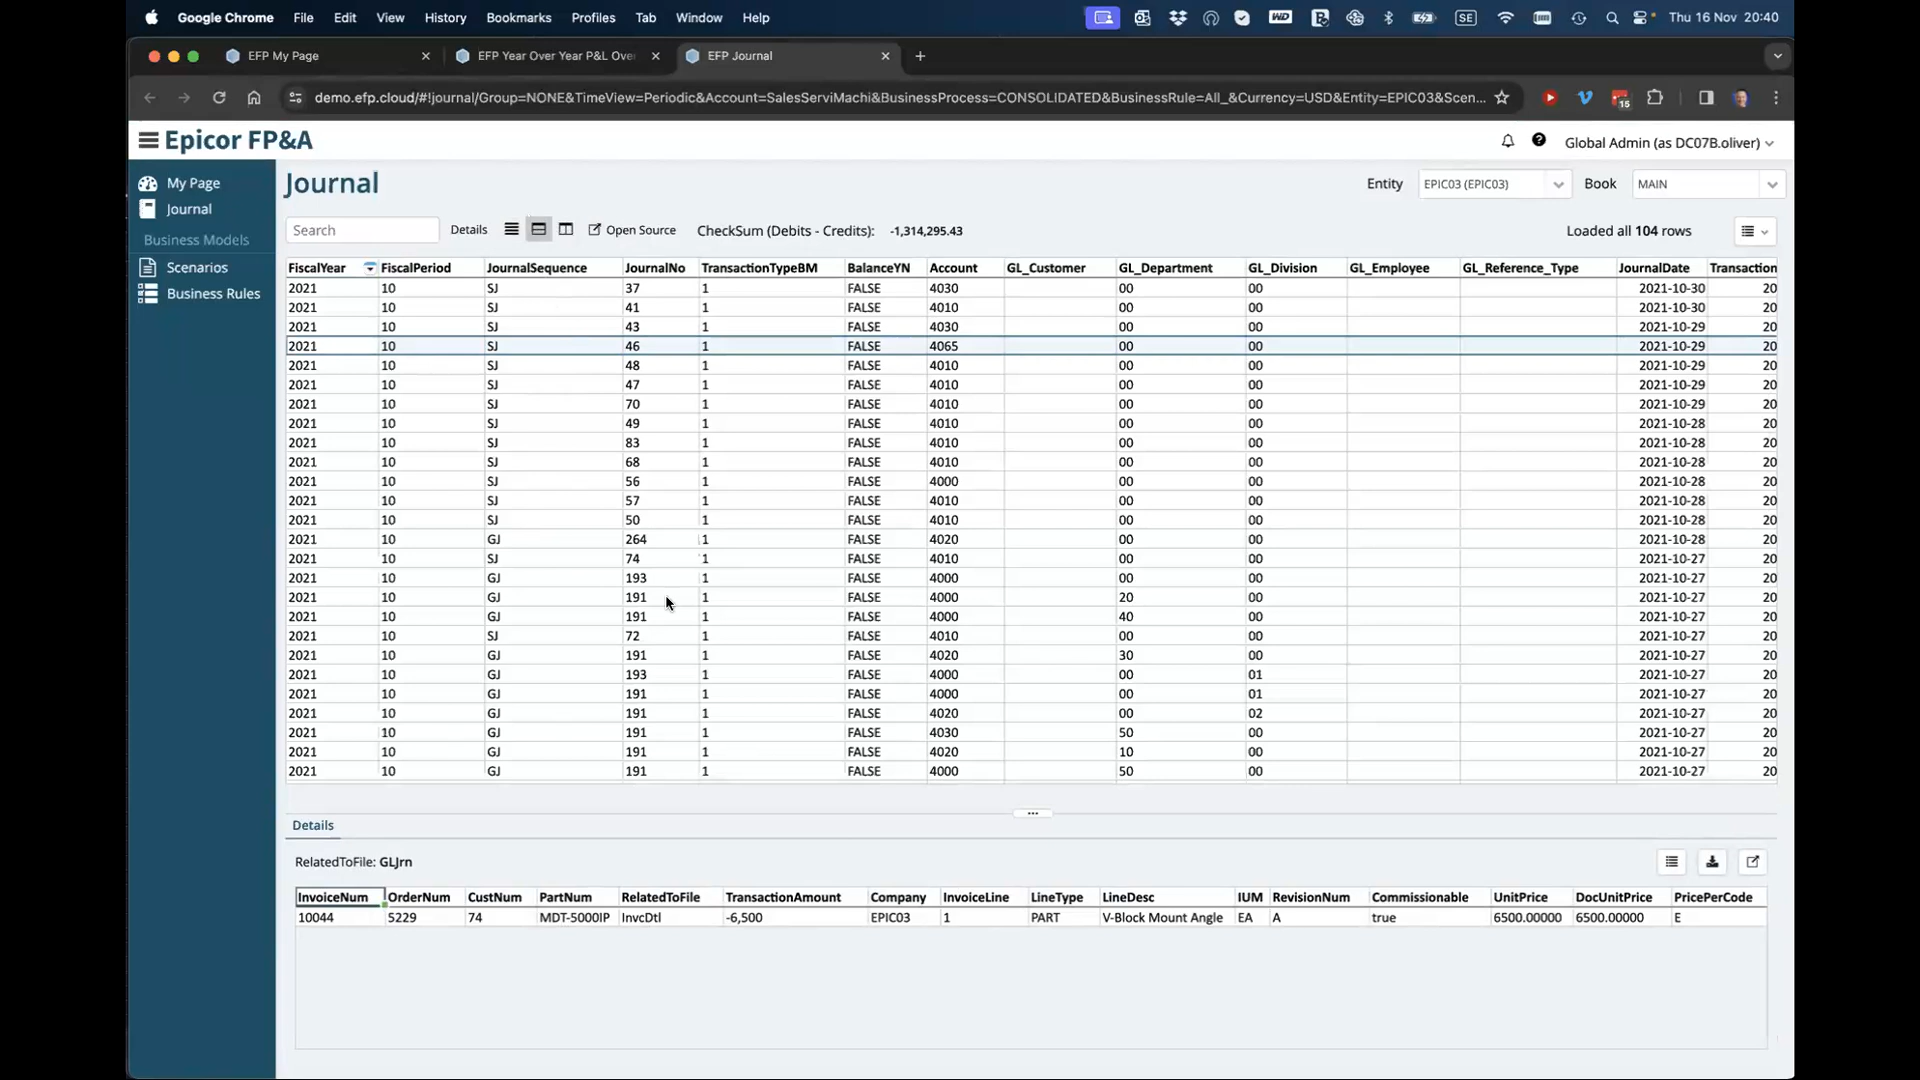 Google Chrome File Edit View History Bookmarks Profiles Tab Window Help WD SE Thu 16 Nov 20:40
EFP My Page EFP Year Over Year P&L Over EFP Journal
demo.efp.cloud/#!journal/Group=NONE&TimeView=Periodic&Account=SalesServiMachi&BusinessProcess=CONSOLIDATED&BusinessRule=All_&Currency=USD&Entity=EPIC03&Scen... 15
Epicor FP&A Global Admin (as DC07B.oliver)
My Page
Journal
Business Models
Scenarios
Business Rules
Journal Entity EPIC03 (EPIC03) Book MAIN
Search Details Open Source CheckSum (Debits - Credits): -1,314,295.43 Loaded all 104 rows
FiscalYear FiscalPeriod JournalSequence JournalNo TransactionTypeBM BalanceYN Account GL_Customer GL_Department GL_Division GL_Employee GL_Reference_Type JournalDate Transaction
2021 10 SJ 37 1 FALSE 4030 00 00 2021-10-30 20
2021 10 SJ 41 1 FALSE 4010 00 00 2021-10-30 20
2021 10 SJ 43 1 FALSE 4030 00 00 2021-10-29 20
2021 10 SJ 46 1 FALSE 4065 00 00 2021-10-29 20
2021 10 SJ 48 1 FALSE 4010 00 00 2021-10-29 20
2021 10 SJ 47 1 FALSE 4010 00 00 2021-10-29 20
2021 10 SJ 70 1 FALSE 4010 00 00 2021-10-29 20
2021 10 SJ 49 1 FALSE 4010 00 00 2021-10-28 20
2021 10 SJ 83 1 FALSE 4010 00 00 2021-10-28 20
2021 10 SJ 68 1 FALSE 4010 00 00 2021-10-28 20
2021 10 SJ 56 1 FALSE 4000 00 00 2021-10-28 20
2021 10 SJ 57 1 FALSE 4010 00 00 2021-10-28 20
2021 10 SJ 50 1 FALSE 4010 00 00 2021-10-28 20
2021 10 GJ 264 1 FALSE 4020 00 00 2021-10-28 20
2021 10 SJ 74 1 FALSE 4010 00 00 2021-10-27 20
2021 10 GJ 193 1 FALSE 4000 00 00 2021-10-27 20
2021 10 GJ 191 1 FALSE 4000 20 00 2021-10-27 20
2021 10 GJ 191 1 FALSE 4000 40 00 2021-10-27 20
2021 10 SJ 72 1 FALSE 4010 00 00 2021-10-27 20
2021 10 GJ 191 1 FALSE 4020 30 00 2021-10-27 20
2021 10 GJ 193 1 FALSE 4000 00 01 2021-10-27 20
2021 10 GJ 191 1 FALSE 4000 00 01 2021-10-27 20
2021 10 GJ 191 1 FALSE 4020 00 02 2021-10-27 20
2021 10 GJ 191 1 FALSE 4030 50 00 2021-10-27 20
2021 10 GJ 191 1 FALSE 4020 10 00 2021-10-27 20
2021 10 GJ 191 1 FALSE 4000 50 00 2021-10-27 20
Details
RelatedToFile: GLJrn
InvoiceNum OrderNum CustNum PartNum RelatedToFile TransactionAmount Company InvoiceLine LineType LineDesc IUM RevisionNum Commissionable UnitPrice DocUnitPrice PricePerCode
10044 5229 74 MDT-5000IP InvcDtl -6,500 EPIC03 1 PART V-Block Mount Angle EA A true 6500.00000 6500.00000 E